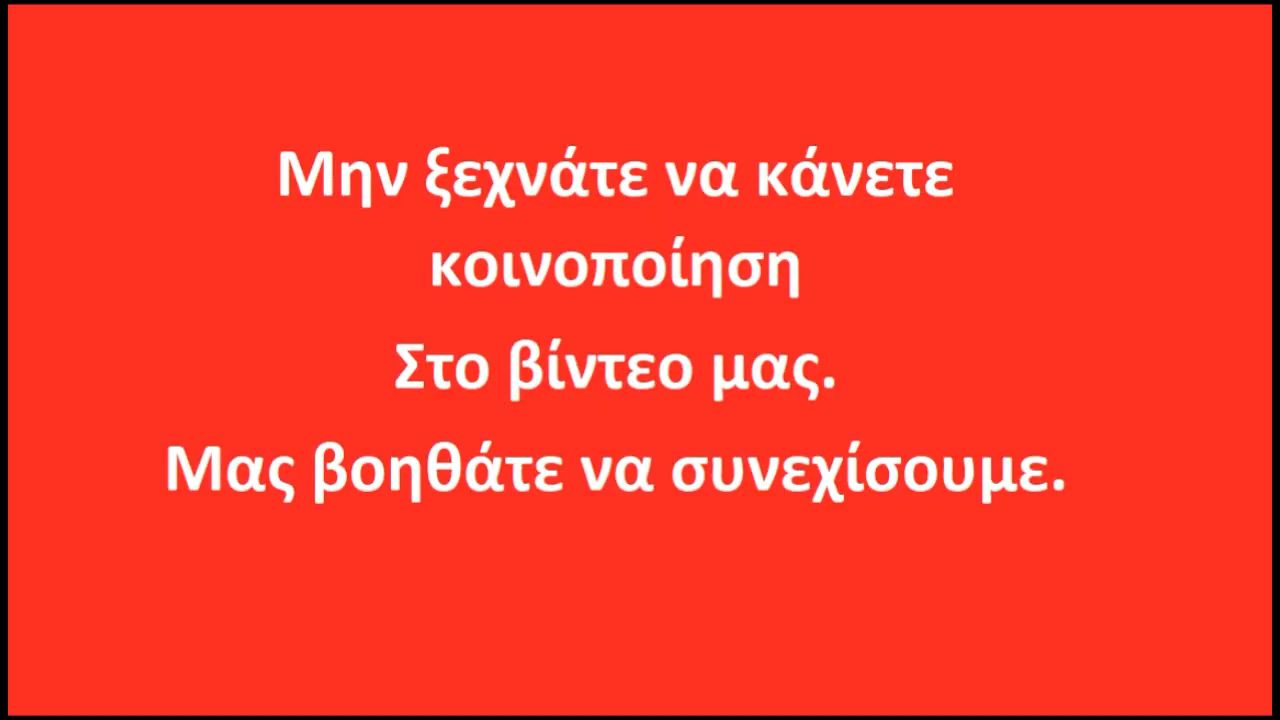 Μην ξεχνάτε να κάνετε
κοινοποίηση
Στο βίντεο μας.
Μας βοηθάτε να συνεχίσουμε.